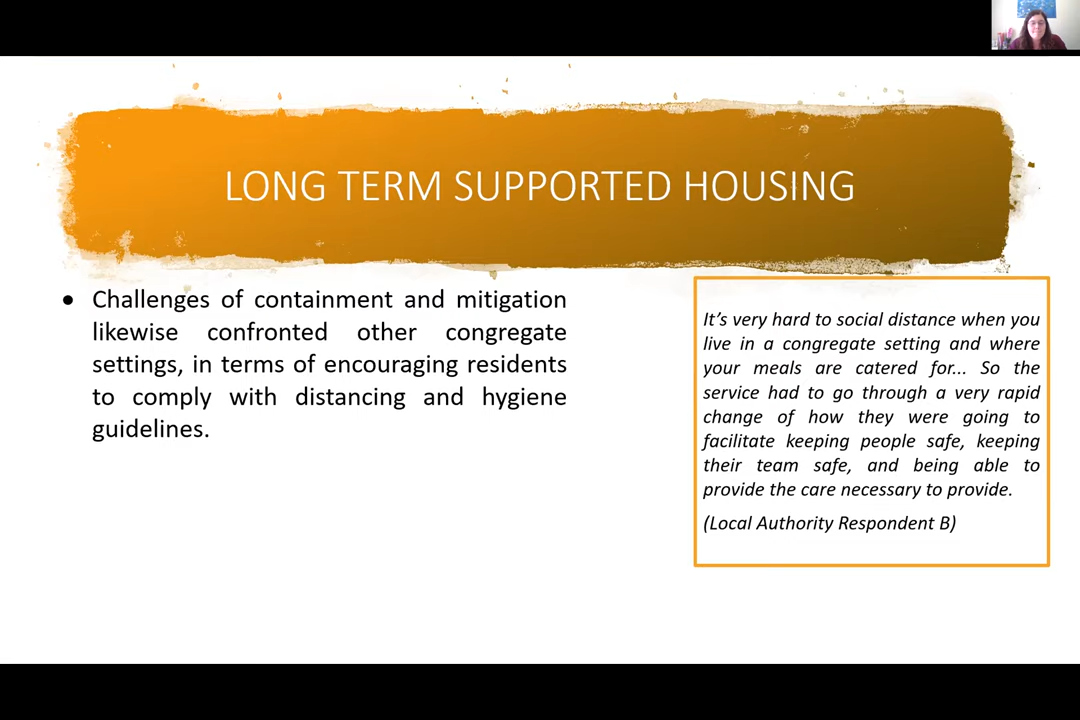 LONG TERM SUPPORTED HOUSING
• Challenges of containment and mitigation
likewise confronted other congregate
settings, in terms of encouraging residents
to comply with distancing and hygiene
guidelines.
It’s very hard to social distance when you
live in a congregate setting and where
your meals are catered for... So the
service had to go through a very rapid
change of how they were going to
facilitate keeping people safe, keeping
their team safe, and being able to
provide the care necessary to provide.
(Local Authority Respondent B)